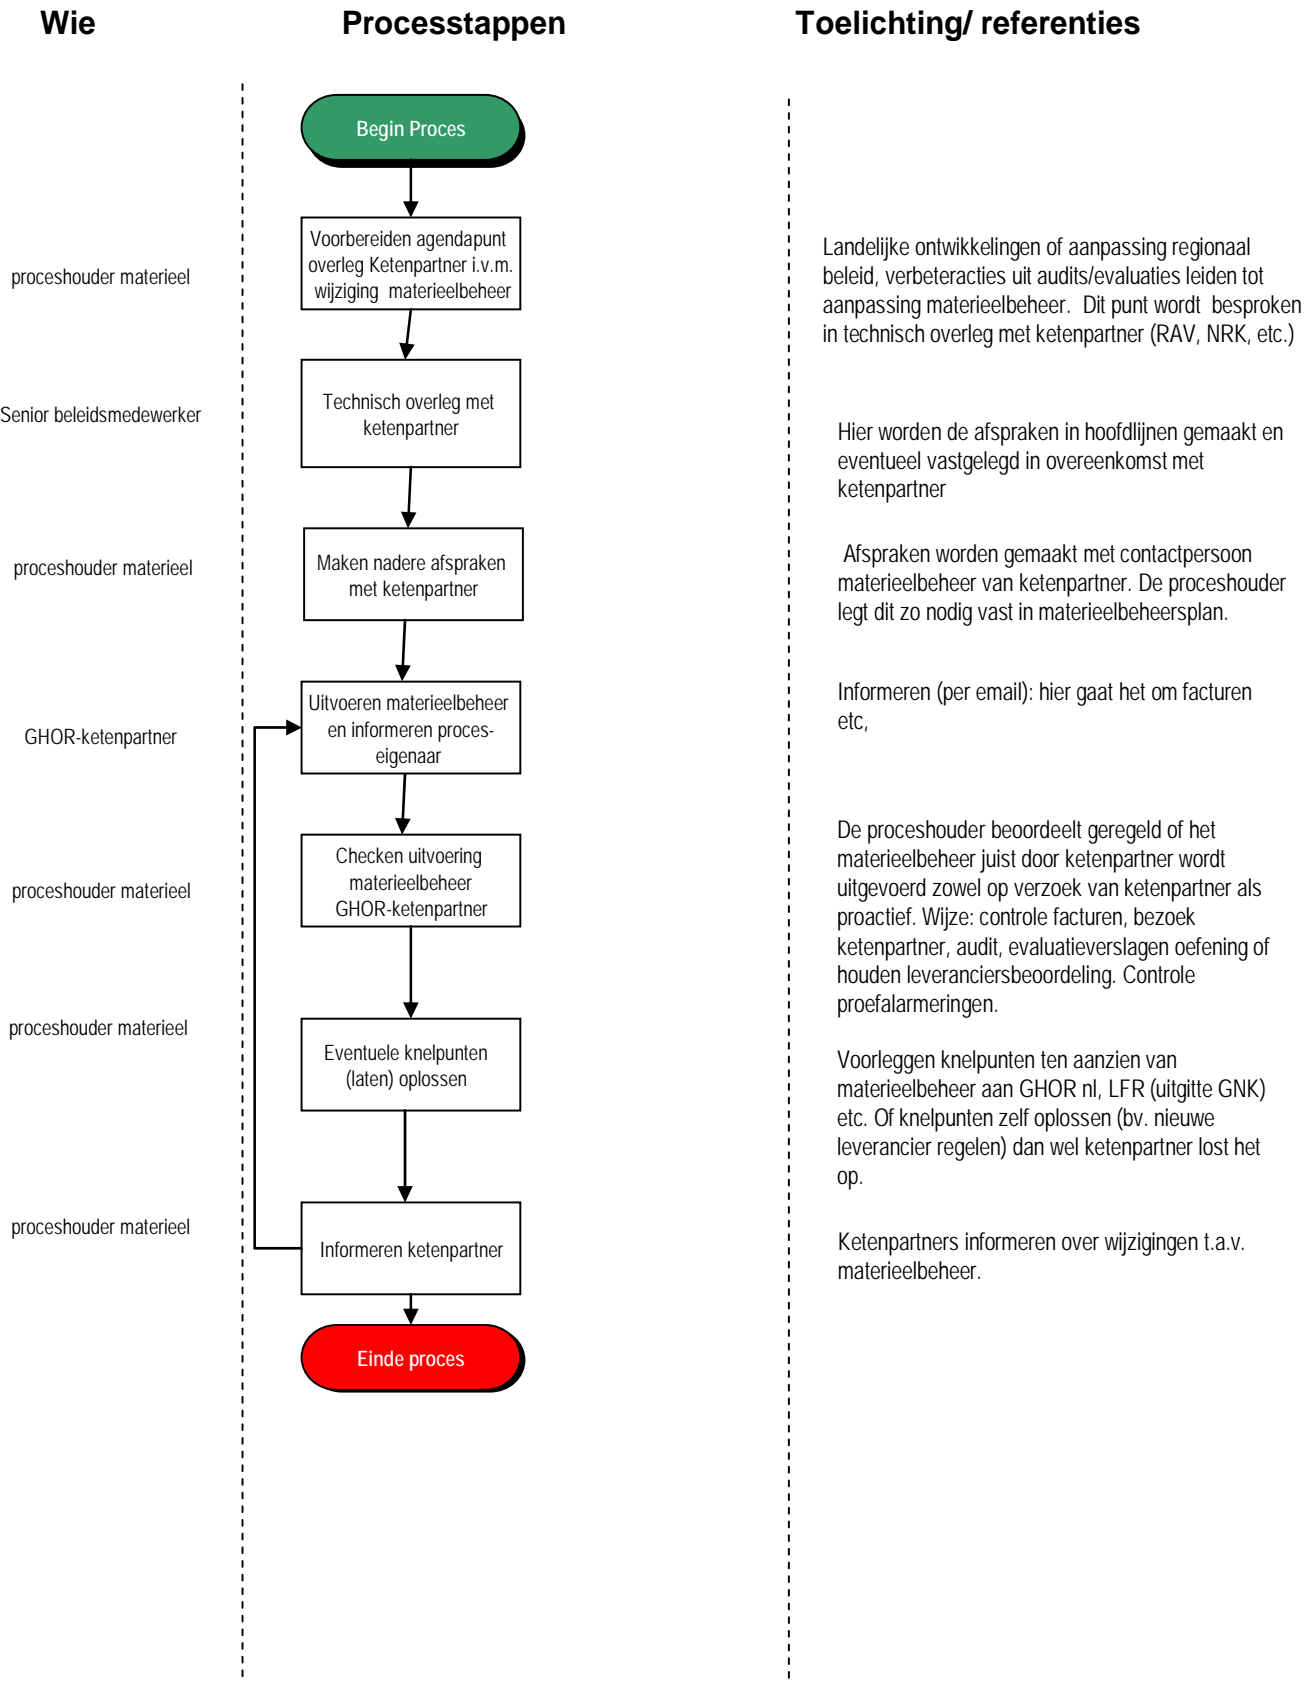 Wie
Processtappen
Toelichting/ referenties
Begin Proces
proceshouder materieel
Voorbereiden agendapunt
overleg Ketenpartner i.v.m.
wijziging materieelbeheer
Landelijke ontwikkelingen of aanpassing regionaal
beleid, verbeteracties uit audits/evaluaties leiden tot
aanpassing materieelbeheer. Dit punt wordt besproken
in technisch overleg met ketenpartner (RAV, NRK, etc.)
Senior beleidsmedewerker
Technisch overleg met
ketenpartner
Hier worden de afspraken in hoofdlijnen gemaakt en
eventueel vastgelegd in overeenkomst met
ketenpartner
proceshouder materieel
Maken nadere afspraken
met ketenpartner
Afspraken worden gemaakt met contactpersoon
materieelbeheer van ketenpartner. De proceshouder
legt dit zo nodig vast in materieelbeheersplan.
GHOR-ketenpartner
Uitvoeren materieelbeheer
en informeren proces-
eigenaar
Informeren (per email): hier gaat het om facturen
etc,
proceshouder materieel
Checken uitvoering
materieelbeheer
GHOR-ketenpartner
De proceshouder beoordeelt geregeld of het
materieelbeheer juist door ketenpartner wordt
uitgevoerd zowel op verzoek van ketenpartner als
proactief. Wijze: controle facturen, bezoek
ketenpartner, audit, evaluatieverslagen oefening of
houden leveranciersbeoordeling. Controle
proefalarmeringen.
proceshouder materieel
Eventuele knelpunten
(laten) oplossen
Voorleggen knelpunten ten aanzien van
materieelbeheer aan GHOR nl, LFR (uitgitte GNK)
etc. Of knelpunten zelf oplossen (bv. nieuwe
leverancier regelen) dan wel ketenpartner lost het
op.
proceshouder materieel
Informeren ketenpartner
Ketenpartners informeren over wijzigingen t.a.v.
materieelbeheer.
Einde proces